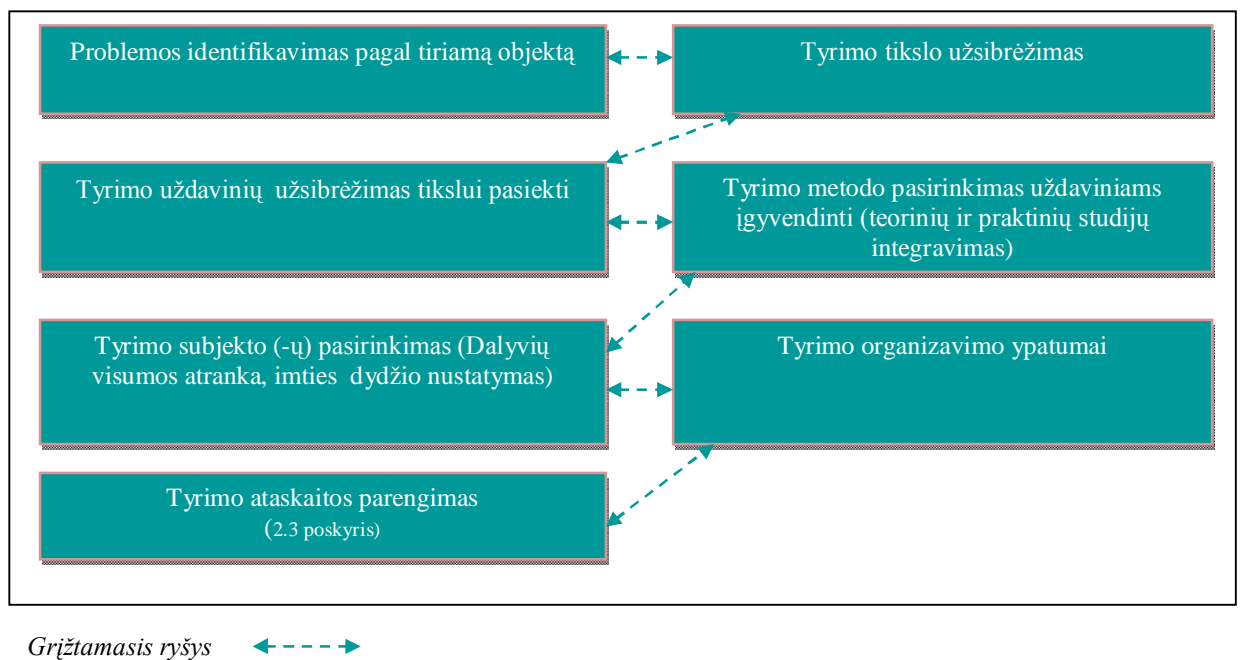 Problemos identifikavimas pagal tiriamą objektą
Tyrimo tikslo užsibrėžimas
Tyrimo uždavinių užsibrėžimas tikslui pasiekti
Tyrimo metodo pasirinkimas uždaviniams
įgyvendinti (teorinių ir praktinių studijų
integravimas)
Tyrimo subjekto (-ų) pasirinkimas (Dalyvių
visumos atranka, imties dydžio nustatymas)
Tyrimo organizavimo ypatumai
Tyrimo ataskaitos parengimas
(2.3 poskyris)
Grįžtamasis ryšys